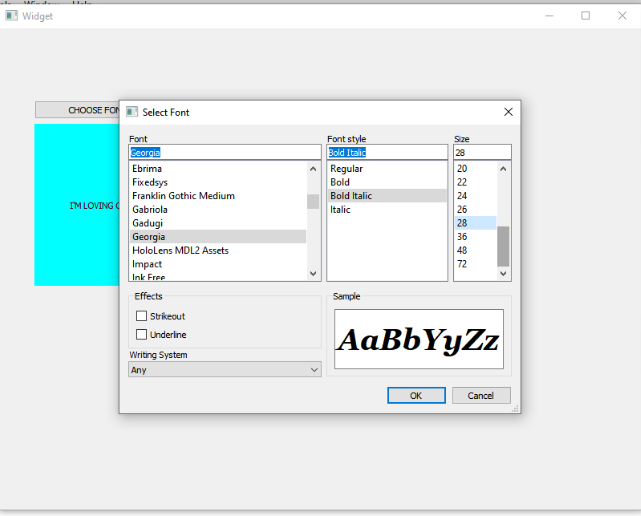 Window Help
Widget
CHOOSE FON
Select Font
Font
Font style
Size
Georgia
Bold Italic
28
Ebrima
Fixedsys
Franklin Gothic Medium
Gabriola
Gadugi
Georgia
HoloLens MDL2 Assets
Impact
Ink Free
Regular
Bold
Bold Italic
Italic
20
22
24
26
28
36
48
72
I'M LOVING
Effects
Strikeout
Underline
Writing System
Any
Sample
AaBbYyZz
OK
Cancel